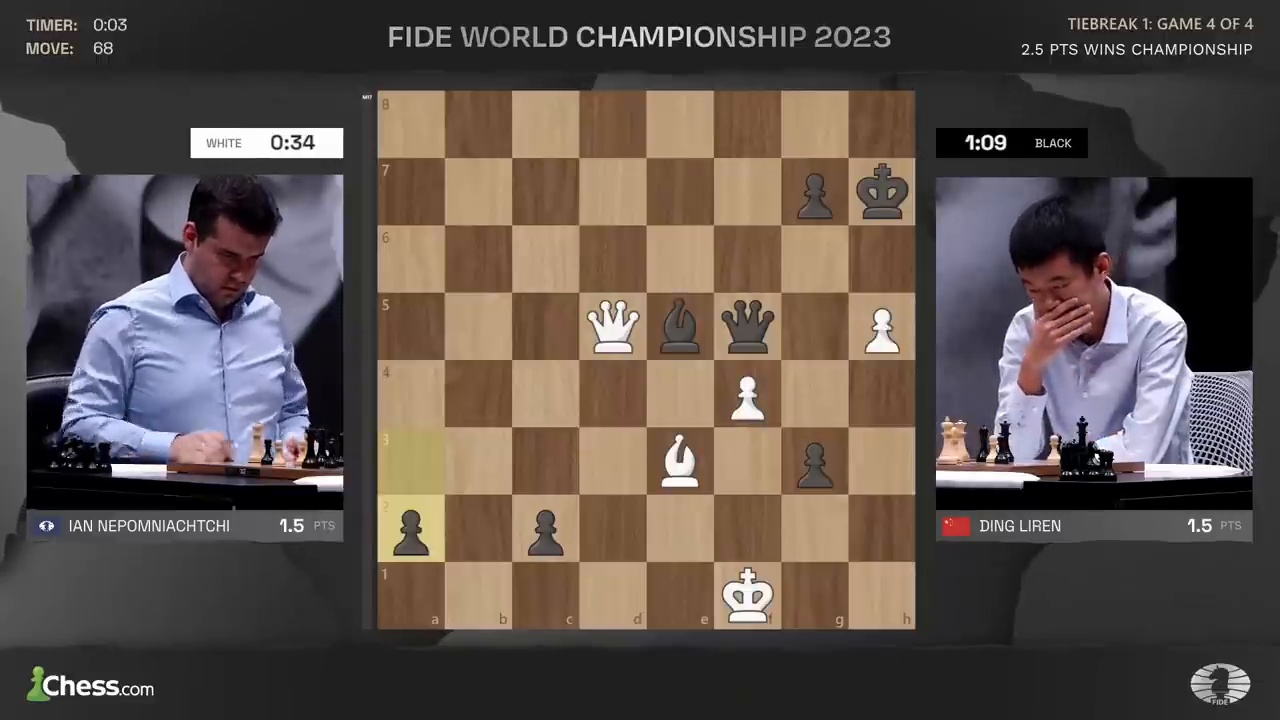 TIMER: 0:03
MOVE: 68
FIDE WORLD CHAMPIONSHIP 2023
TIEBREAK 1: GAME 4 OF 4
2.5 PTS WINS CHAMPIONSHIP
WHITE 0:34
1:09 BLACK
M17
8
7
6
5
4
3
2
1
a b c d e f g h
IAN NEPOMNIACHTCHI 1.5 PTS
DING LIREN 1.5 PTS
Chess.com
FIDE